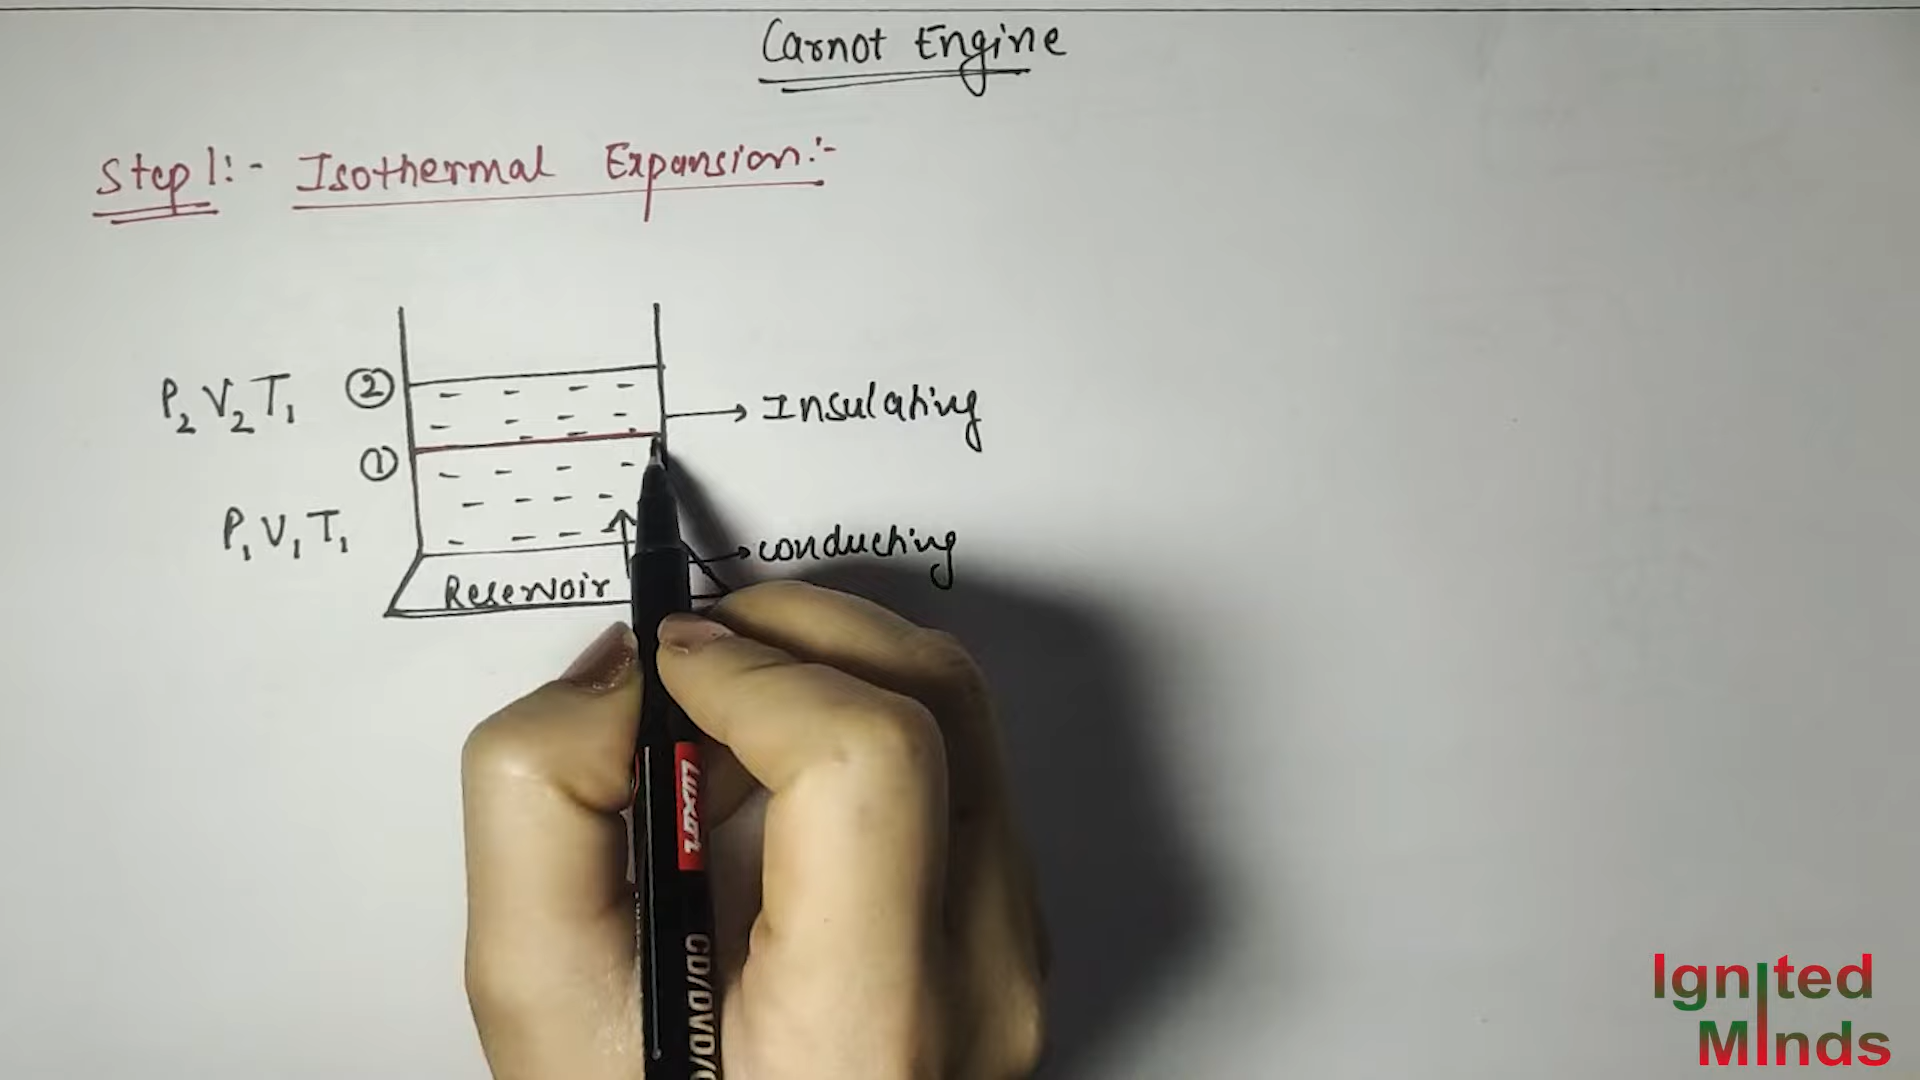 Carnot Engine
Step 1:- Isothermal Expansion:-
P₂ V₂ T₁ ② → Insulating
①
P₁ V₁ T₁ → conducting
Reservoir
LUXOR
CD/DVD/
Ignited
Minds